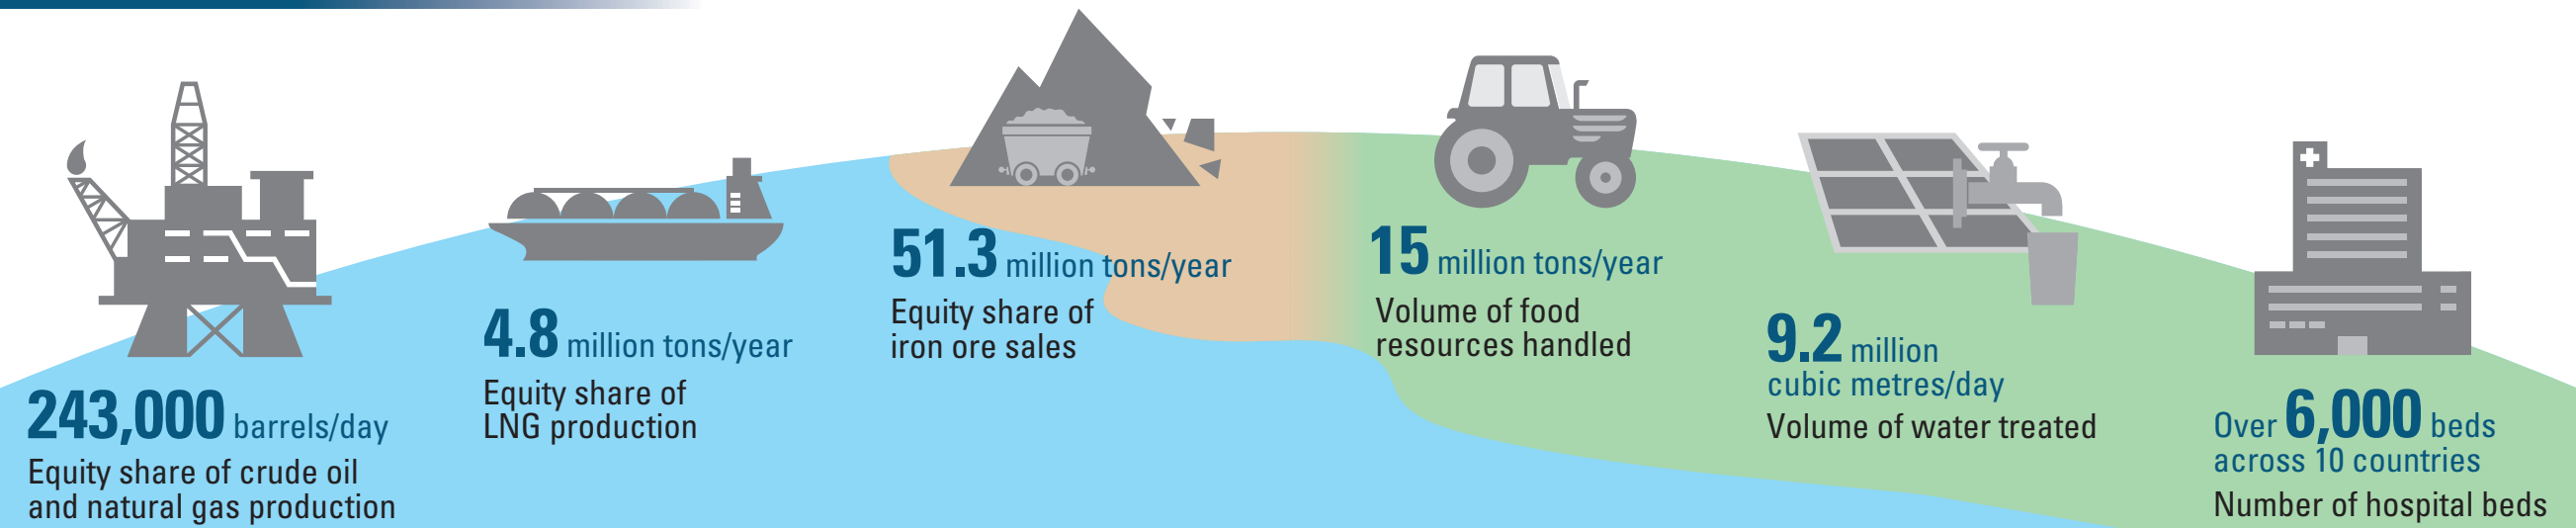 243,000 barrels/day
Equity share of crude oil
and natural gas production
4.8 million tons/year
Equity share of
LNG production
51.3 million tons/year
Equity share of
iron ore sales
15 million tons/year
Volume of food
resources handled
9.2 million
cubic metres/day
Volume of water treated
Over 6,000 beds
across 10 countries
Number of hospital beds